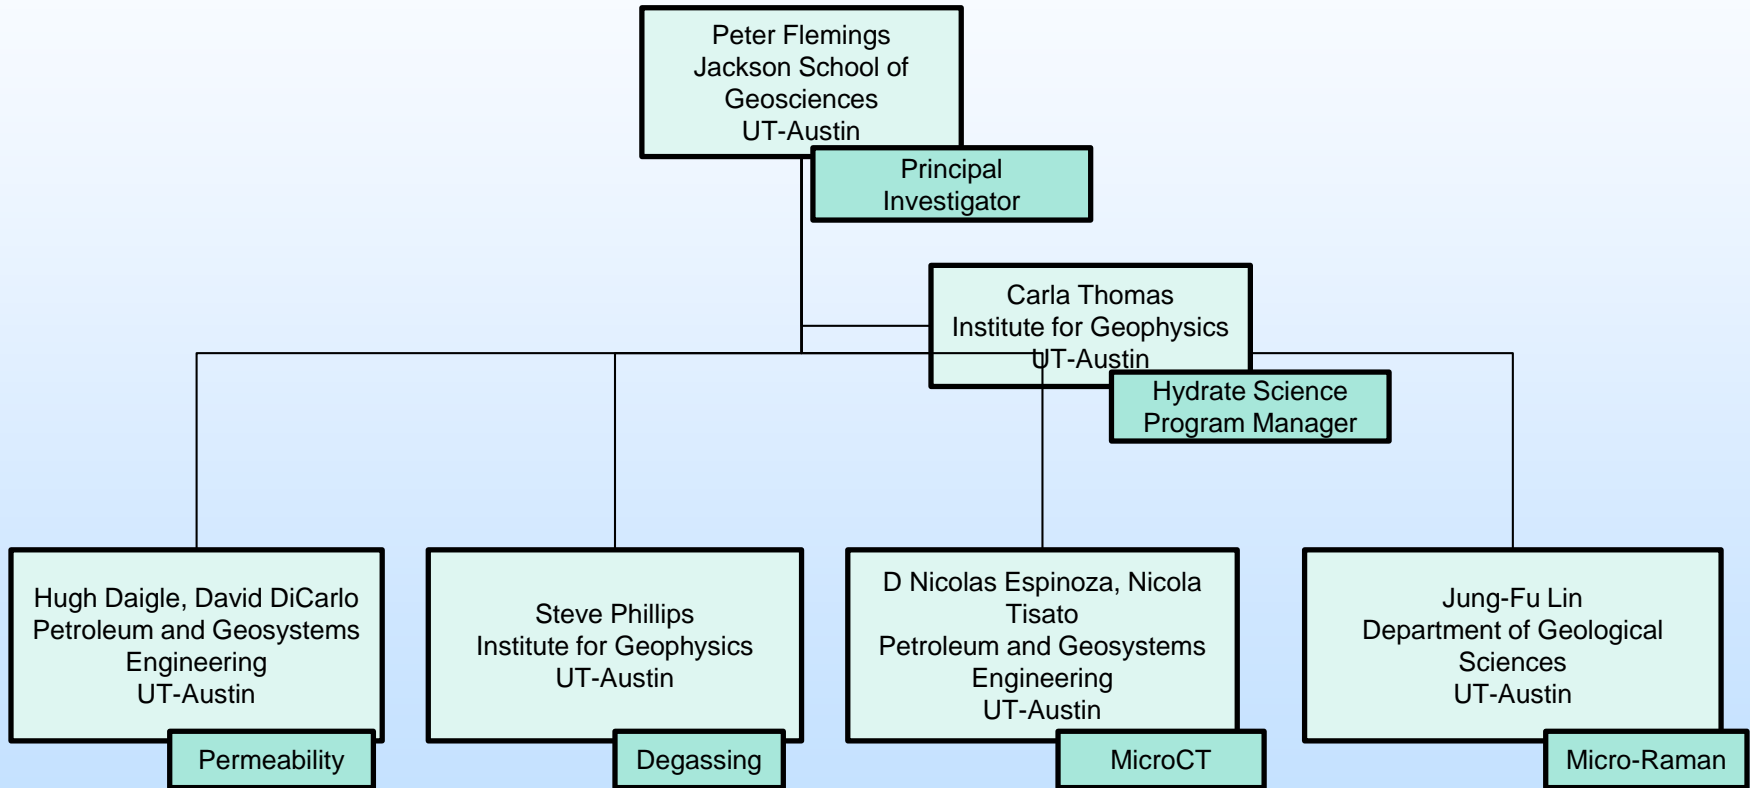 Peter Flemings
Jackson School of
Geosciences
UT-Austin
Principal
Investigator
Carla Thomas
Institute for Geophysics
UT-Austin
Hydrate Science
Program Manager
Hugh Daigle, David DiCarlo
Petroleum and Geosystems
Engineering
UT-Austin
Permeability
Steve Phillips
Institute for Geophysics
UT-Austin
Degassing
D Nicolas Espinoza, Nicola
Tisato
Petroleum and Geosystems
Engineering
UT-Austin
MicroCT
Jung-Fu Lin
Department of Geological
Sciences
UT-Austin
Micro-Raman